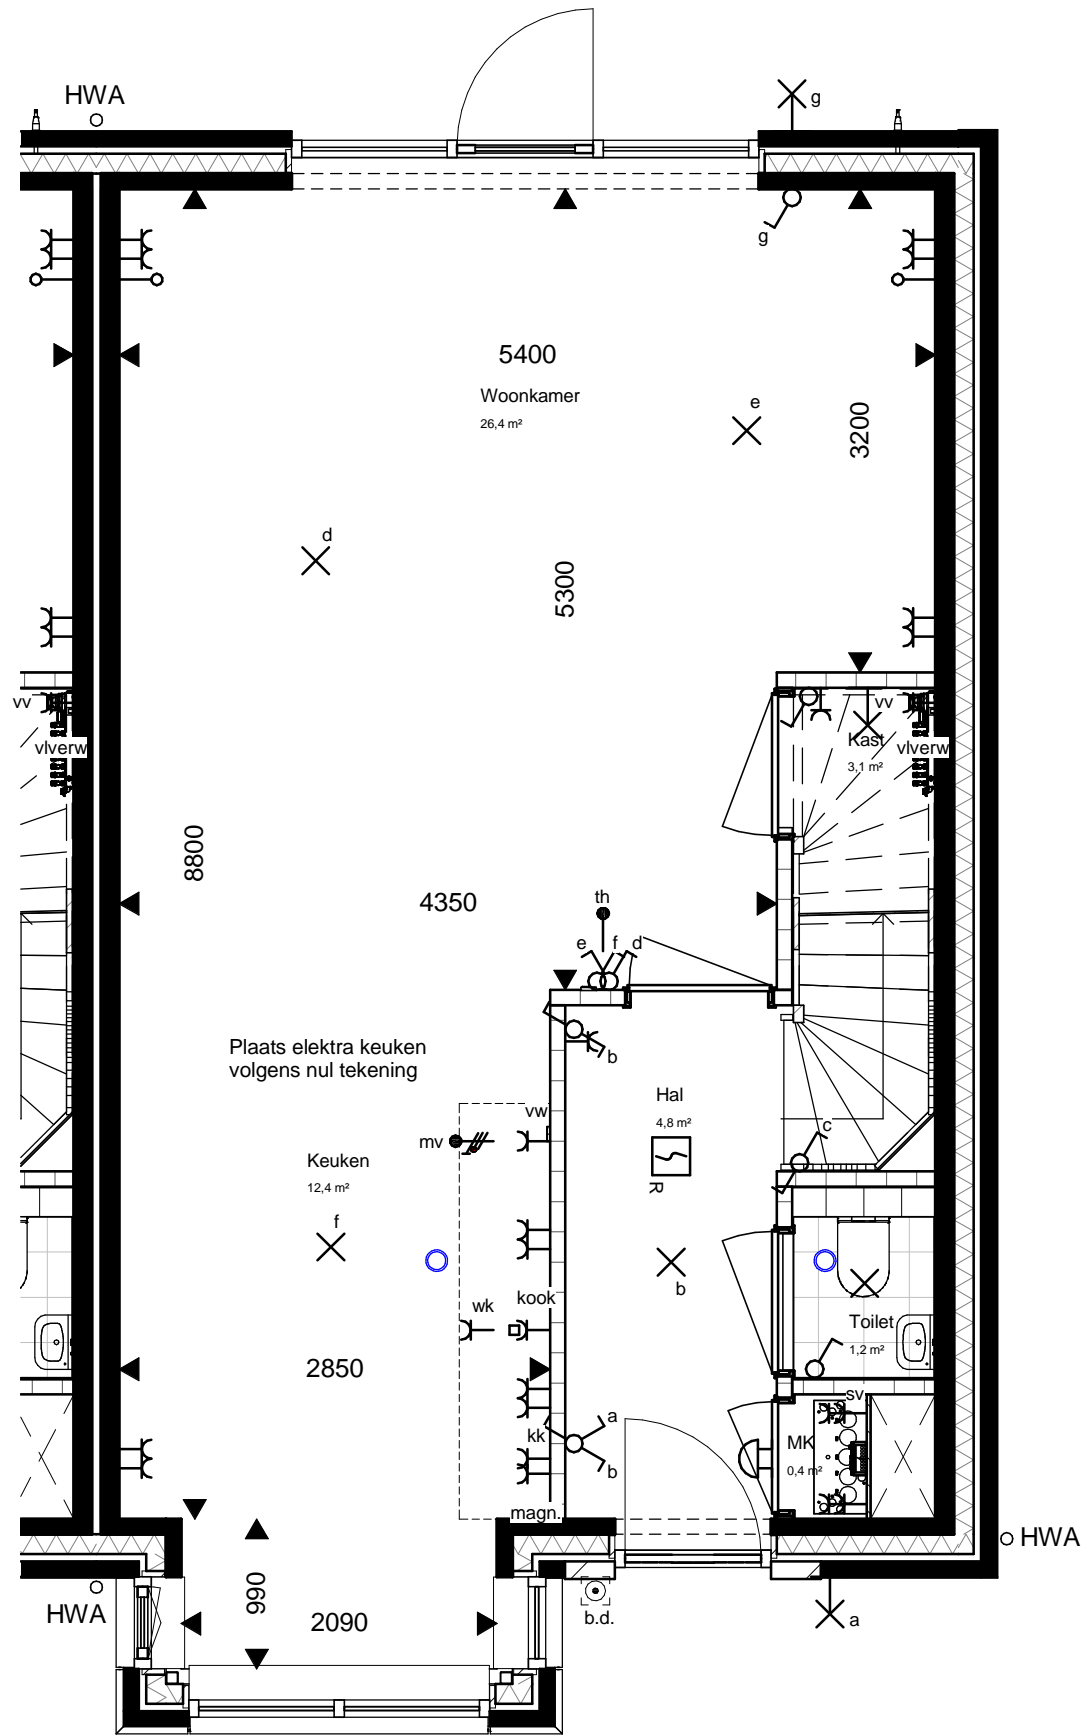 HWA
g
g
5400
Woonkamer
26,4 m²
e
3200
d
5300
vv
vlverw
vv
Kast
vlverw
3,1 m²
8800
4350
th
e
f
d
b
Plaats elektra keuken
volgens nul tekening
Hal
4,8 m²
vw
mv
c
Keuken
12,4 m²
R
f
b
wk
kook
Toilet
1,2 m²
2850
sv
a
kk
MK
b
0,4 m²
magn.
HWA
990
HWA
2090
b.d.
a